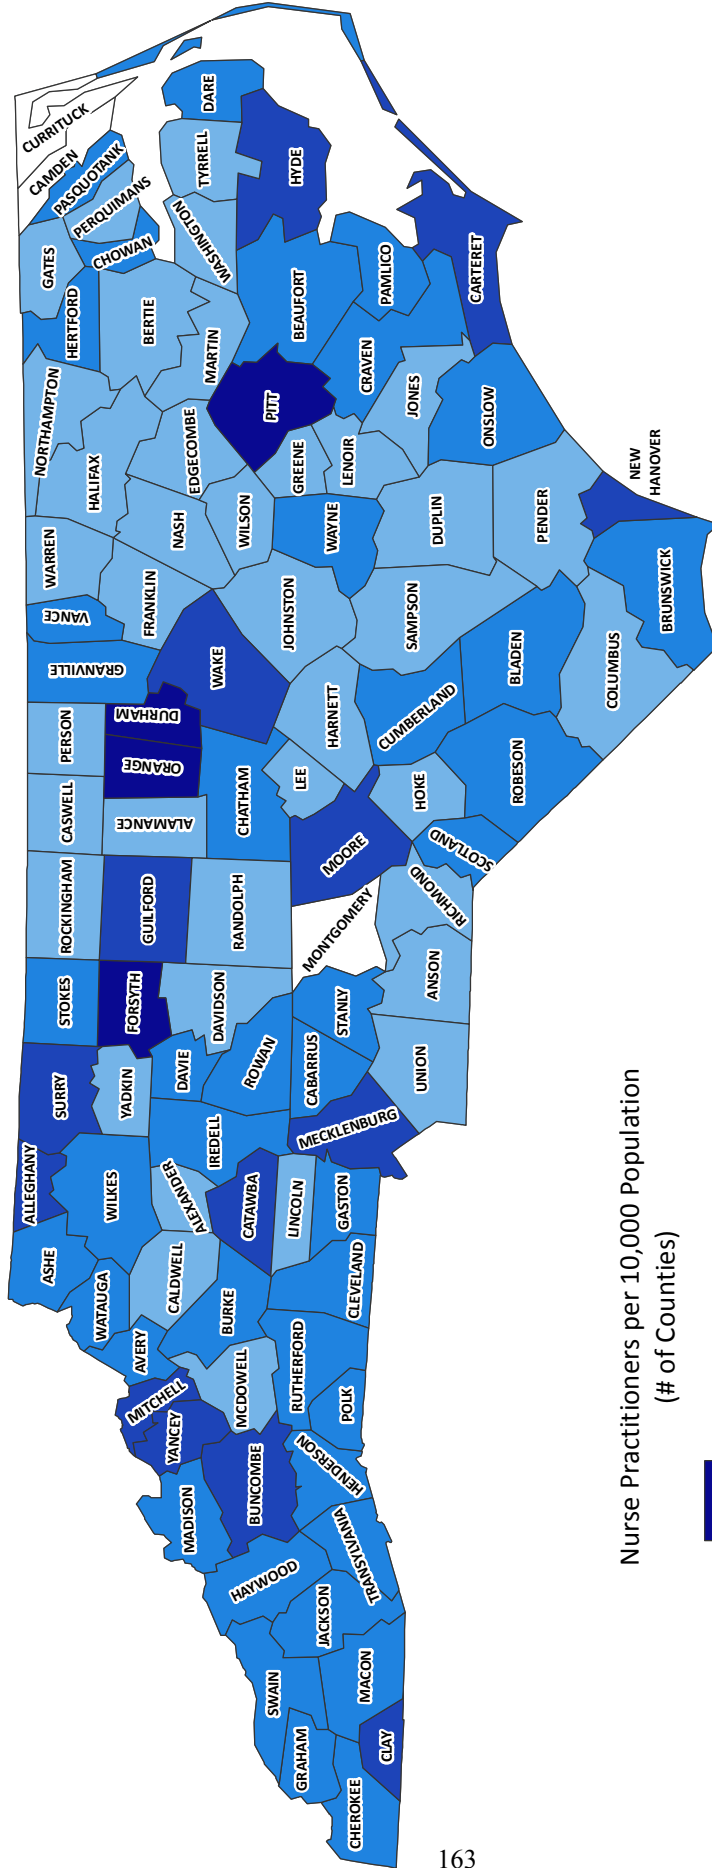 CHEROKEE
GRAHAM
CLAY
SWAIN
MACON
JACKSON
HAYWOOD
TRANSYLVANIA
MADISON
BUNCOMBE
HENDERSON
YANCEY
MITCHELL
AVERY
MCDOWELL
POLK
RUTHERFORD
BURKE
CLEVELAND
WATAUGA
ASHE
CALDWELL
WILKES
ALLEGHANY
ALEXANDER
CATAWBA
LINCOLN
GASTON
SURRY
YADKIN
IREDELL
DAVIE
ROWAN
MECKLENBURG
CABARRUS
STANLY
UNION
ANSON
STOKES
FORSYTH
DAVIDSON
ROCKINGHAM
GUILFORD
RANDOLPH
MONTGOMERY
RICHMOND
CASWELL
ALAMANCE
CHATHAM
MOORE
SCOTLAND
PERSON
ORANGE
DURHAM
LEE
HOKE
ROBESON
GRANVILLE
VANCE
WAKE
HARNETT
CUMBERLAND
BLADEN
WARREN
FRANKLIN
JOHNSTON
SAMPSON
COLUMBUS
BRUNSWICK
NORTHAMPTON
HALIFAX
NASH
EDGECOMBE
WILSON
WAYNE
GREENE
LENOIR
DUPLIN
PENDER
NEW
HANOVER
HERTFORD
BERTIE
MARTIN
PITT
CRAVEN
JONES
ONSLOW
GATES
CHOWAN
PERQUIMANS
PASQUOTANK
CAMDEN
CURRITUCK
WASHINGTON
TYRRELL
DARE
BEAUFORT
HYDE
PAMLICO
CARTERET
Nurse Practitioners per 10,000 Population
(# of Counties)
163